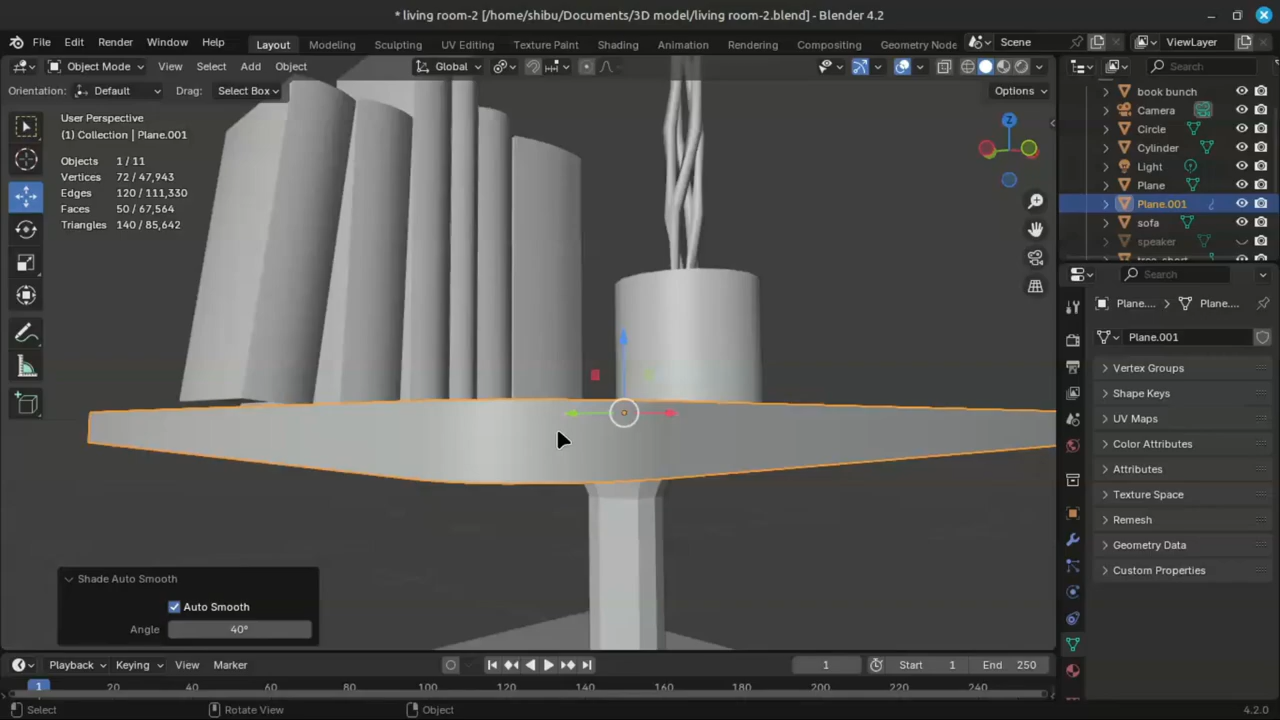 * living room-2 [/home/shibu/Documents/3D model/living room-2.blend] - Blender 4.2
File Edit Render Window Help Layout Modeling Sculpting UV Editing Texture Paint Shading Animation Rendering Compositing Geometry Node Scene ViewLayer
Object Mode View Select Add Object Global Search
Orientation: Default Drag: Select Box Options
User Perspective
(1) Collection | Plane.001
Objects 1 / 11
Vertices 72 / 47,943
Edges 120 / 111,330
Faces 50 / 67,564
Triangles 140 / 85,642
Z
book bunch
Camera
Circle
Cylinder
Light
Plane
Plane.001
sofa
speaker
Search
Plane.... Plane....
Plane.001
Vertex Groups
Shape Keys
UV Maps
Color Attributes
Attributes
Texture Space
Remesh
Geometry Data
Custom Properties
Shade Auto Smooth
Auto Smooth
Angle 40°
Playback Keying View Marker 1 Start 1 End 250
1 20 40 60 80 100 120 140 160 180 200 220 240
Select Rotate View Object 4.2.0